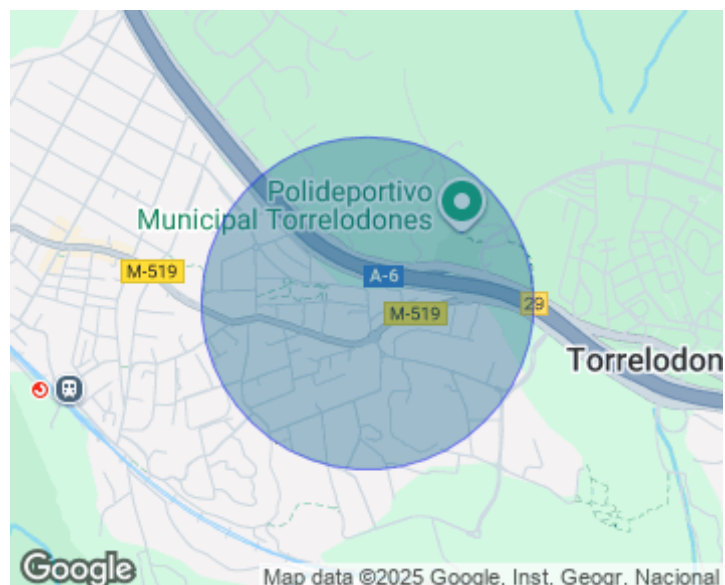 Polideportivo
Municipal Torrelodones
M-519
A-6
M-519
29
Torrelodon
Google
Map data ©2025 Google, Inst. Geogr. Nacional